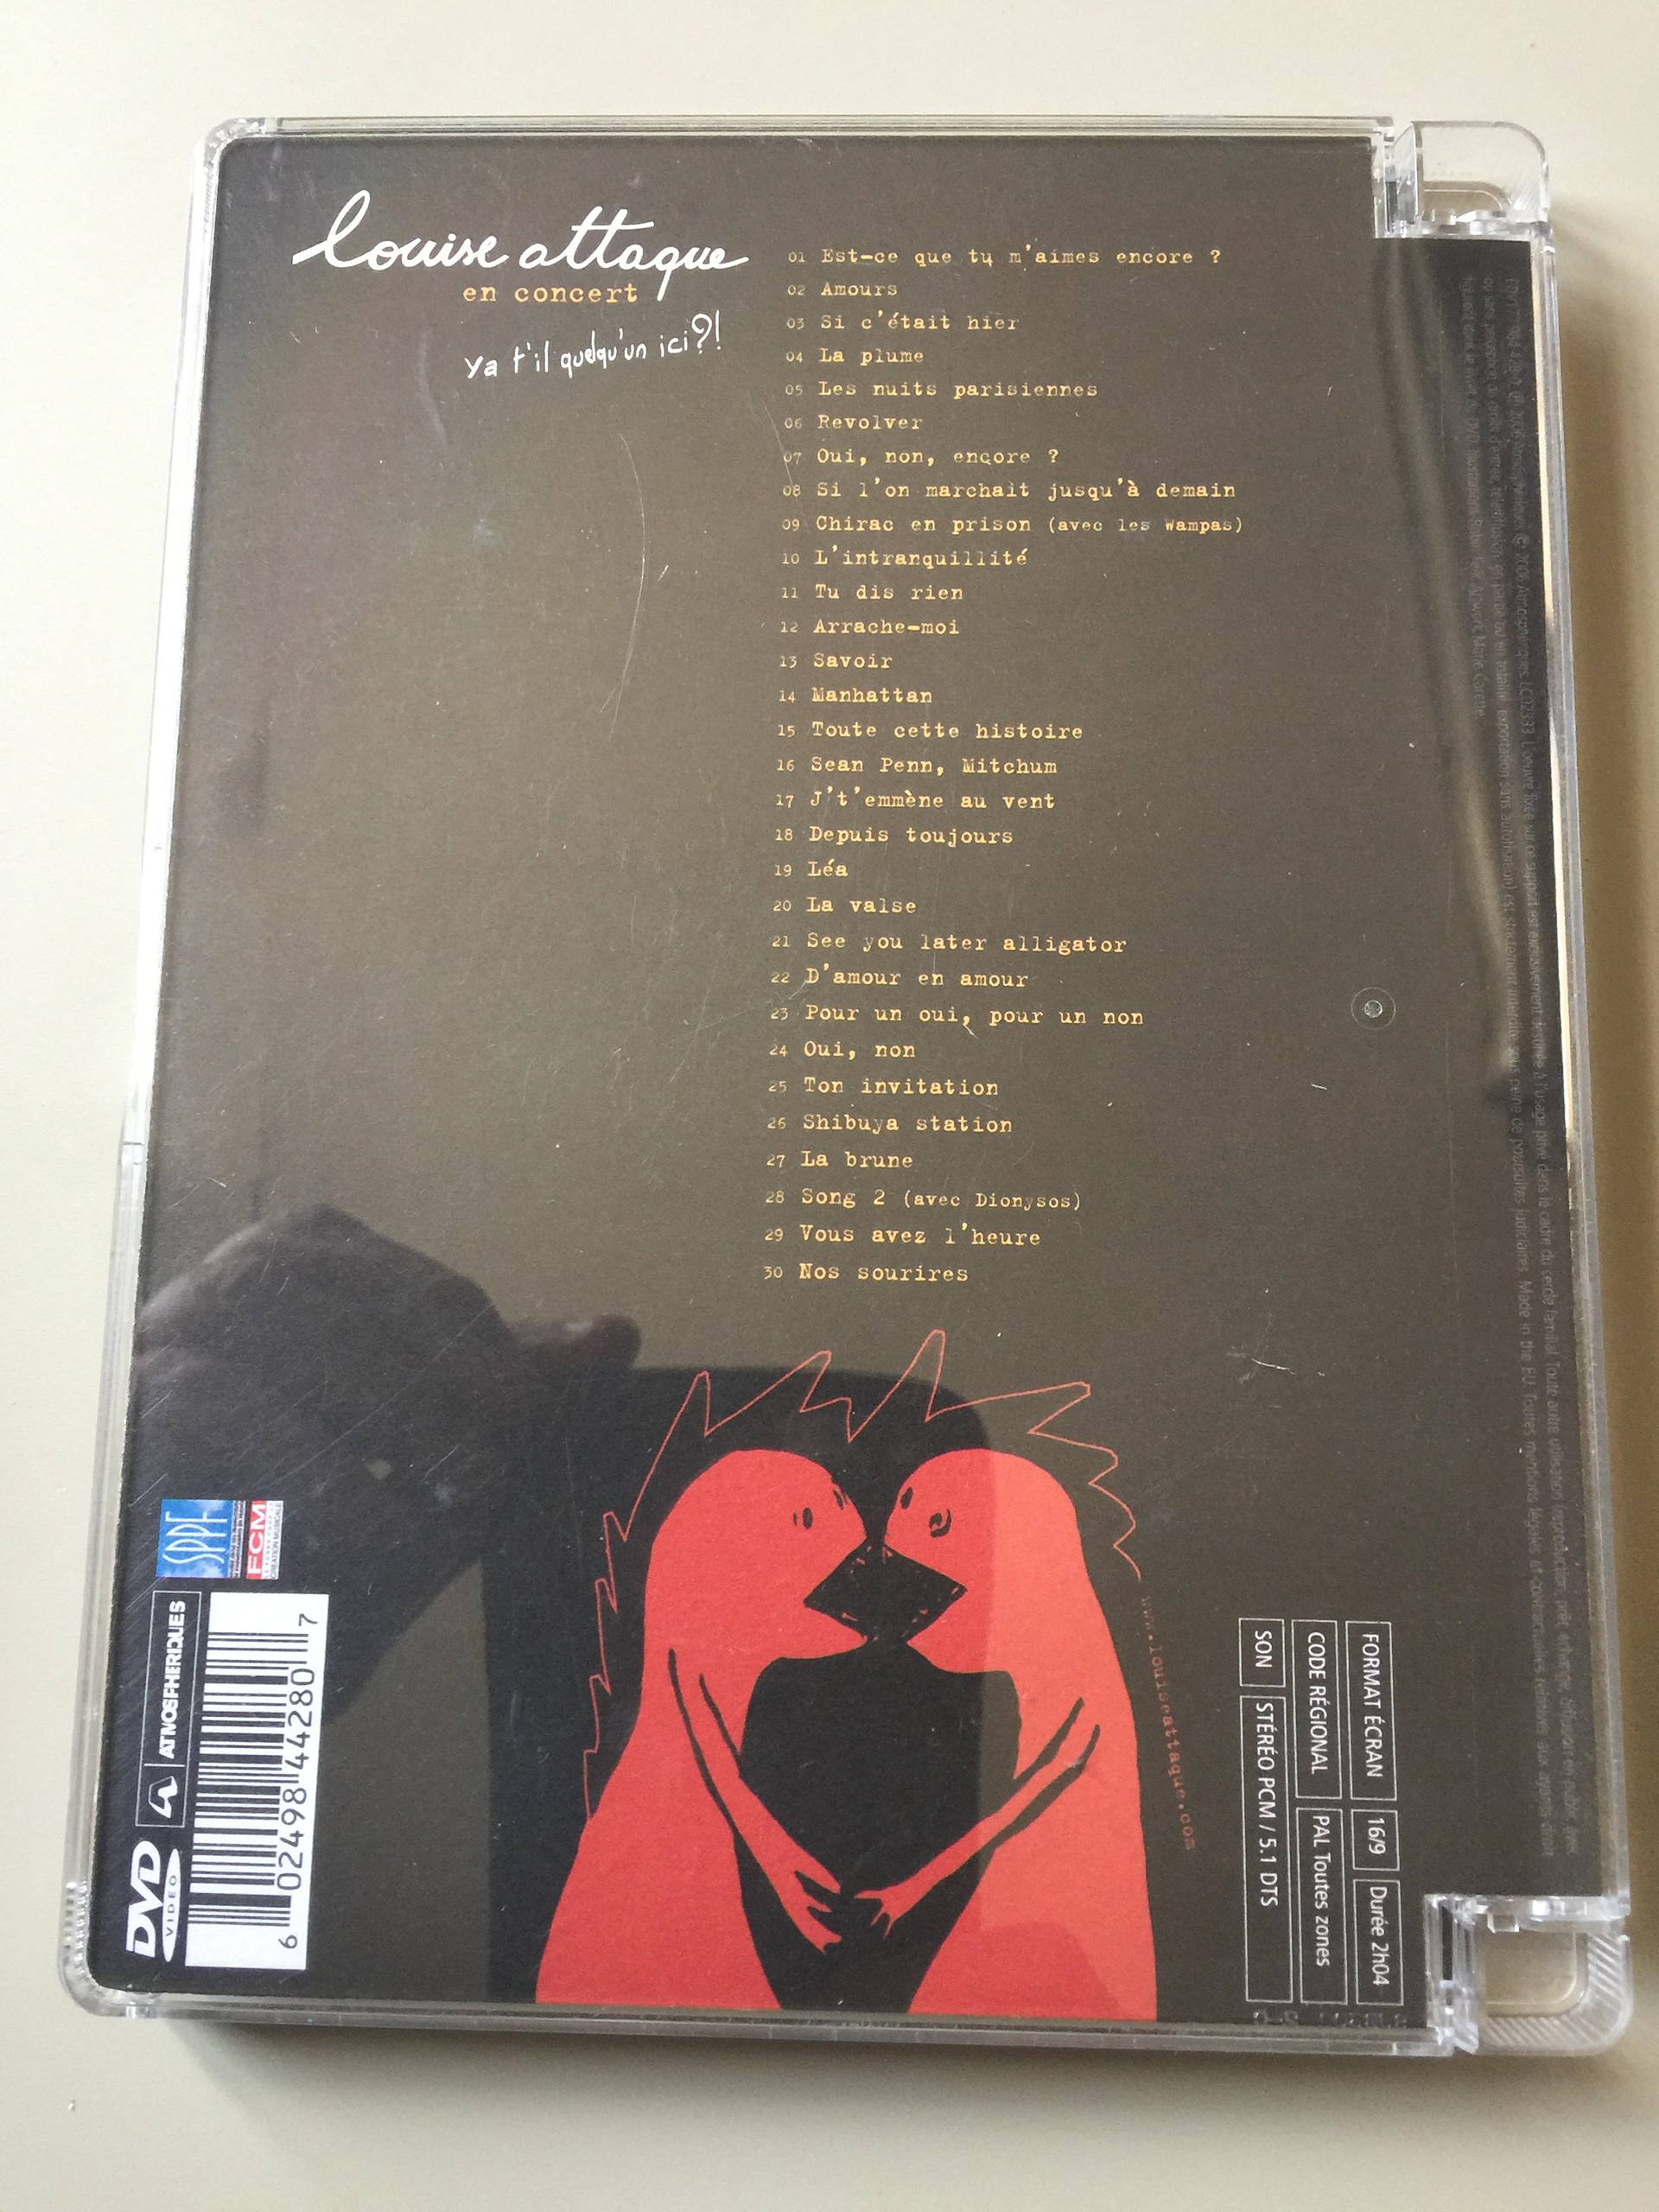 louise attaque
en concert
ya t'il quelqu'un ici?!
01 Est-ce que tu m'aimes encore ?
02 Amours
03 Si c'était hier
04 La plume
05 Les nuits parisiennes
06 Revolver
07 Oui, non, encore ?
08 Si l'on marchait jusqu'à demain
09 Chirac en prison (avec les Wampas)
10 L'intranquillité
11 Tu dis rien
12 Arrache-moi
13 Savoir
14 Manhattan
15 Toute cette histoire
16 Sean Penn, Mitchum
17 J't'emmène au vent
18 Depuis toujours
19 Léa
20 La valse
21 See you later alligator
22 D'amour en amour
23 Pour un oui, pour un non
24 Oui, non
25 Ton invitation
26 Shibuya station
27 La brune
28 Song 2 (avec Dionysos)
29 Vous avez l'heure
30 Nos sourires
www.louiseattaque.com
FORMAT ÉCRAN 16/9 Durée 2h04
CODE RÉGIONAL PAL Toutes zones
SON STÉRÉO PCM / 5.1 DTS
SPPF
FCM
ATMOSPHERIQUES
DVD
VIDEO
6 02498 44280 7